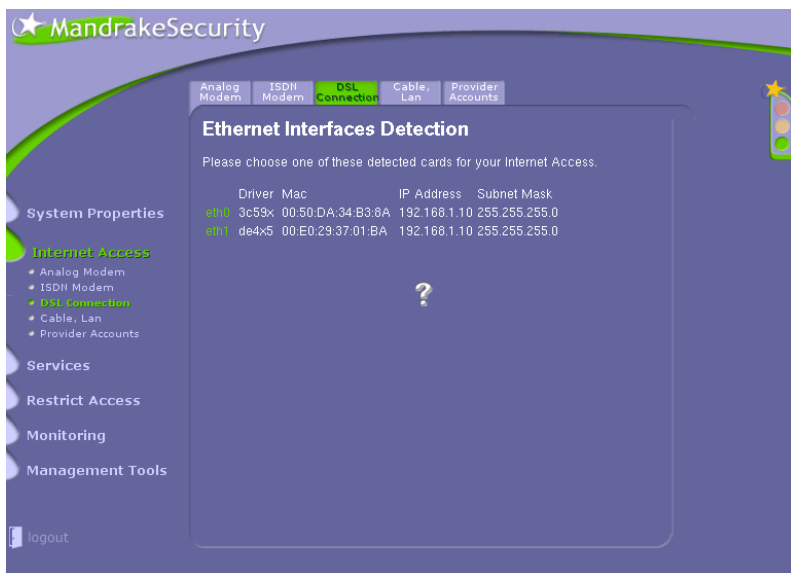 MandrakeSecurity
Analog Modem
ISDN Modem
DSL Connection
Cable, Lan
Provider Accounts
Ethernet Interfaces Detection
Please choose one of these detected cards for your Internet Access.
Driver Mac IP Address Subnet Mask
eth0 3c59x 00:50:DA:34:B3:8A 192.168.1.10 255.255.255.0
eth1 de4x5 00:E0:29:37:01:BA 192.168.1.10 255.255.255.0
?
System Properties
Internet Access
Analog Modem
ISDN Modem
DSL Connection
Cable, Lan
Provider Accounts
Services
Restrict Access
Monitoring
Management Tools
logout